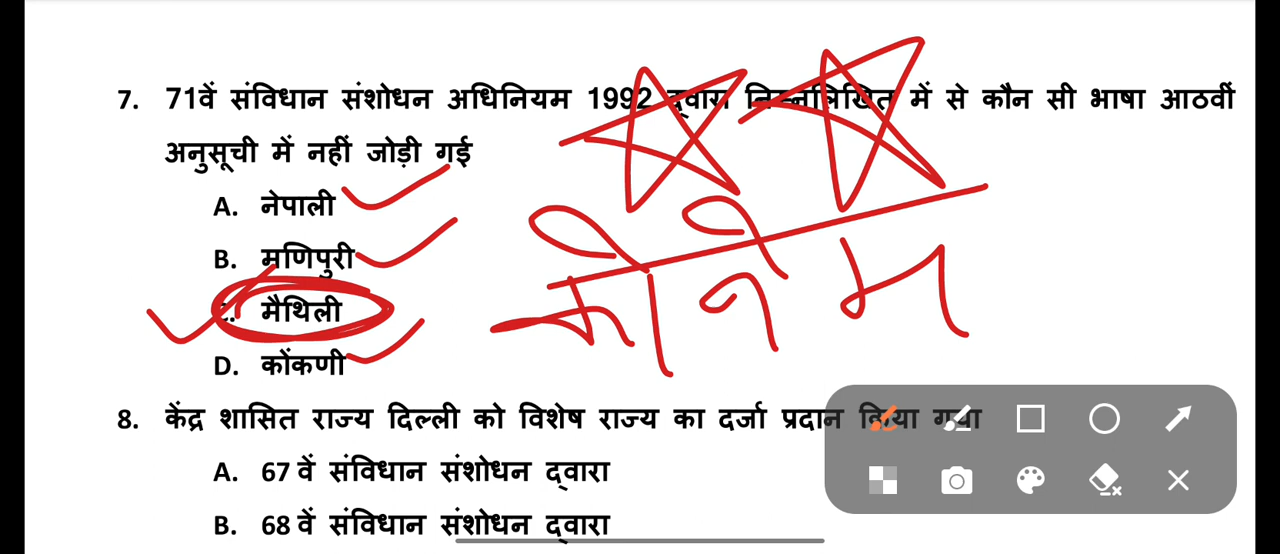 7. 71वें संविधान संशोधन अधिनियम 1992 द्वारा निम्नलिखित में से कौन सी भाषा आठवीं
अनुसूची में नहीं जोड़ी गई
A. नेपाली
B. मणिपुरी
C. मैथिली
D. कोंकणी
8. केंद्र शासित राज्य दिल्ली को विशेष राज्य का दर्जा प्रदान किया गया
A. 67 वें संविधान संशोधन द्वारा
B. 68 वें संविधान संशोधन द्वारा